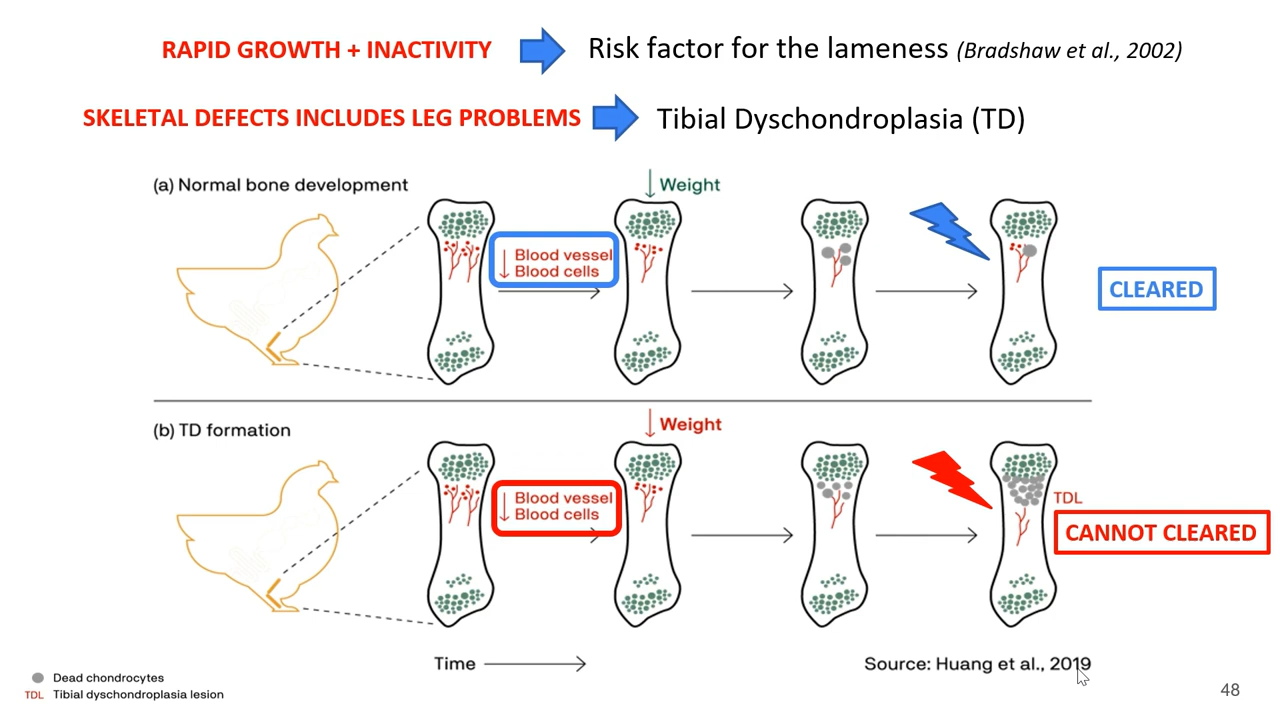 RAPID GROWTH + INACTIVITY
Risk factor for the lameness (Bradshaw et al., 2002)
SKELETAL DEFECTS INCLUDES LEG PROBLEMS
Tibial Dyschondroplasia (TD)
(a) Normal bone development
↓ Weight
↓ Blood vessel
Blood cells
CLEARED
(b) TD formation
↓ Weight
↓ Blood vessel
Blood cells
TDL
CANNOT CLEARED
Time
Source: Huang et al., 2019
Dead chondrocytes
TDL Tibial dyschondroplasia lesion
48